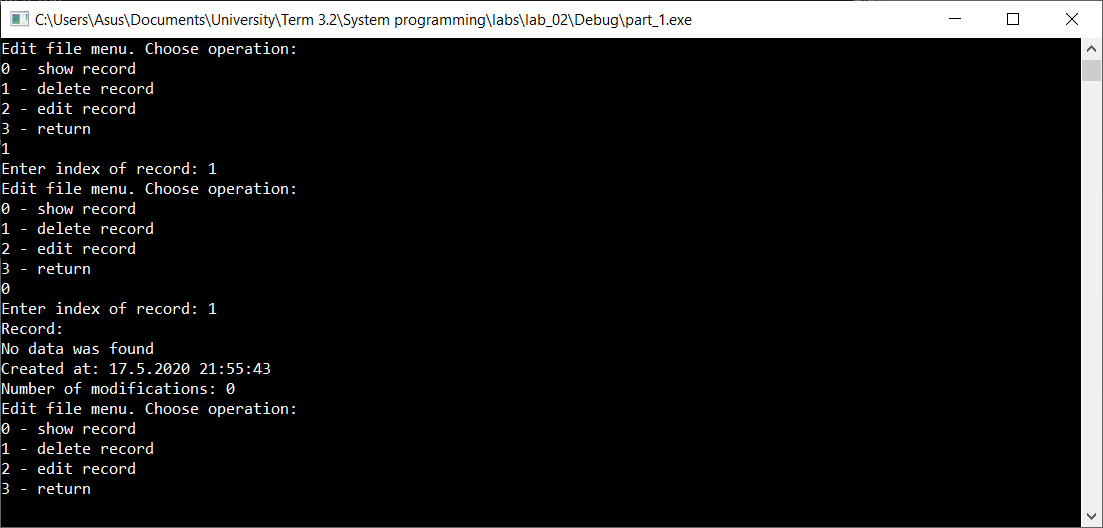 C:\Users\Asus\Documents\University\Term 3.2\System programming\labs\lab_02\Debug\part_1.exe
Edit file menu. Choose operation:
0 - show record
1 - delete record
2 - edit record
3 - return
1
Enter index of record: 1
Edit file menu. Choose operation:
0 - show record
1 - delete record
2 - edit record
3 - return
0
Enter index of record: 1
Record:
No data was found
Created at: 17.5.2020 21:55:43
Number of modifications: 0
Edit file menu. Choose operation:
0 - show record
1 - delete record
2 - edit record
3 - return